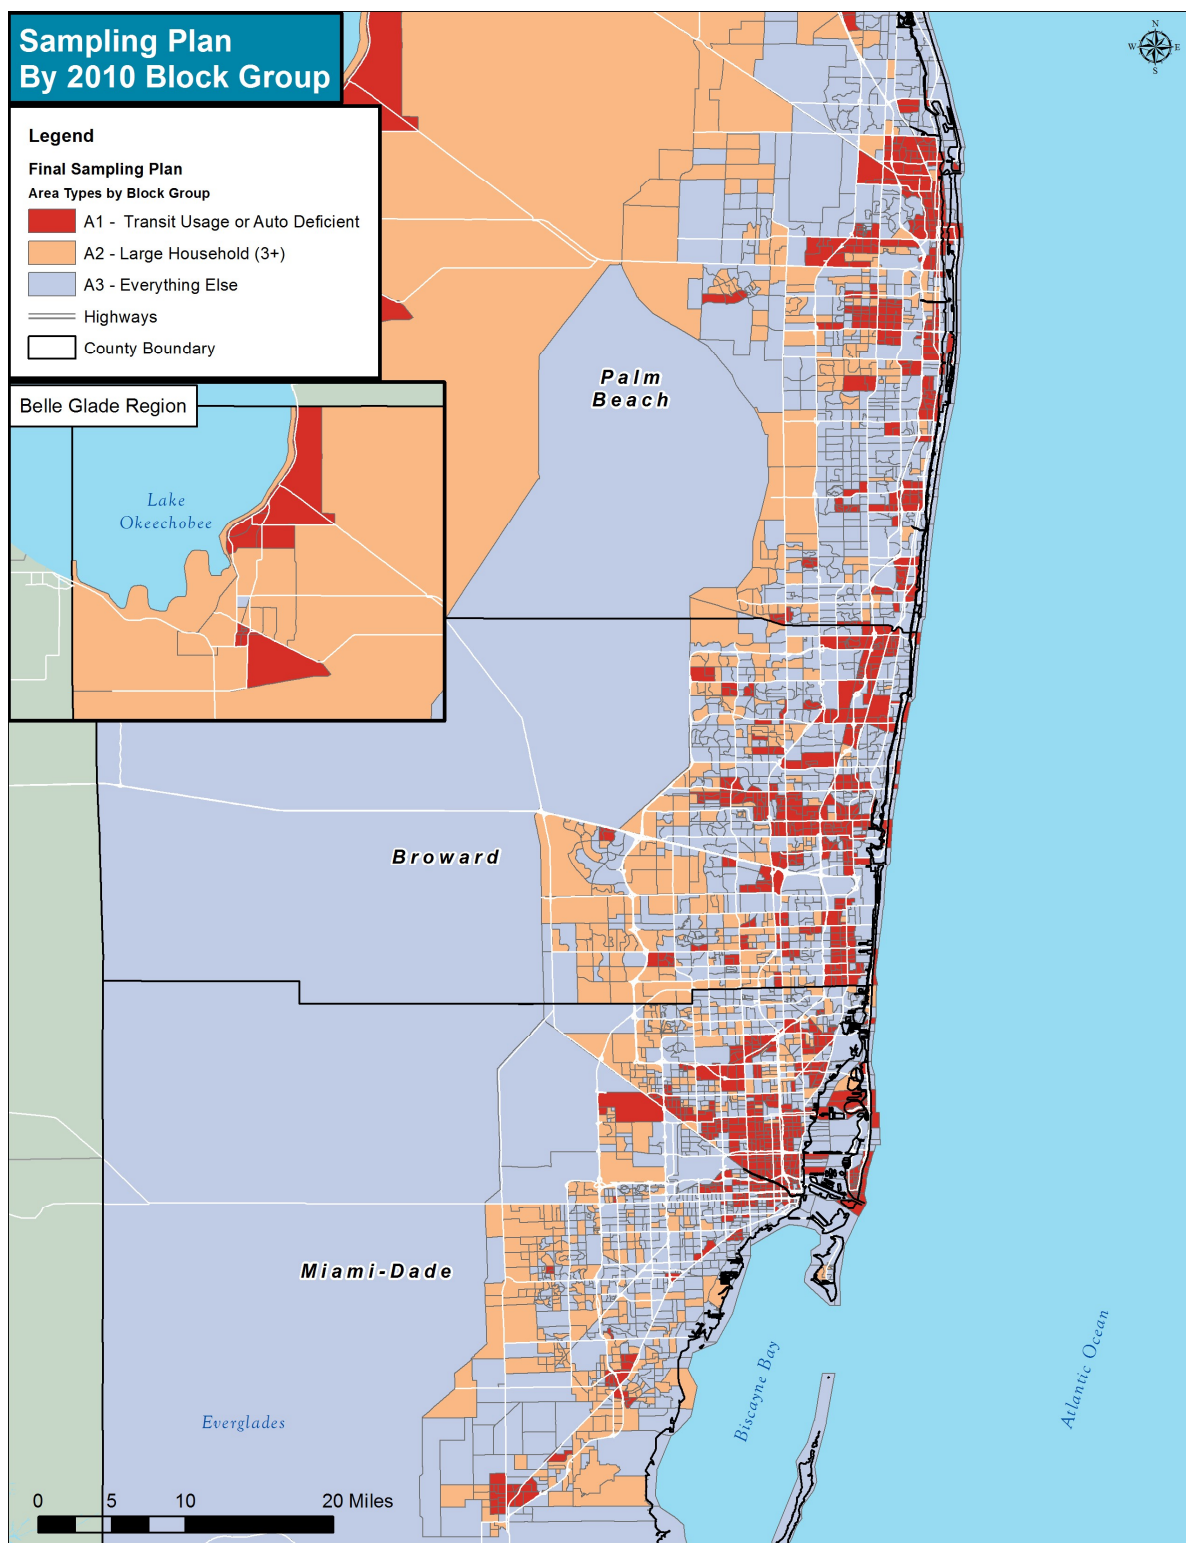 Sampling Plan
By 2010 Block Group
N
W
E
S
Legend
Final Sampling Plan
Area Types by Block Group
A1 - Transit Usage or Auto Deficient
A2 - Large Household (3+)
A3 - Everything Else
Highways
County Boundary
Belle Glade Region
Lake
Okeechobee
Palm
Beach
Broward
Miami-Dade
Everglades
Biscayne Bay
Atlantic Ocean
0 5 10 20 Miles